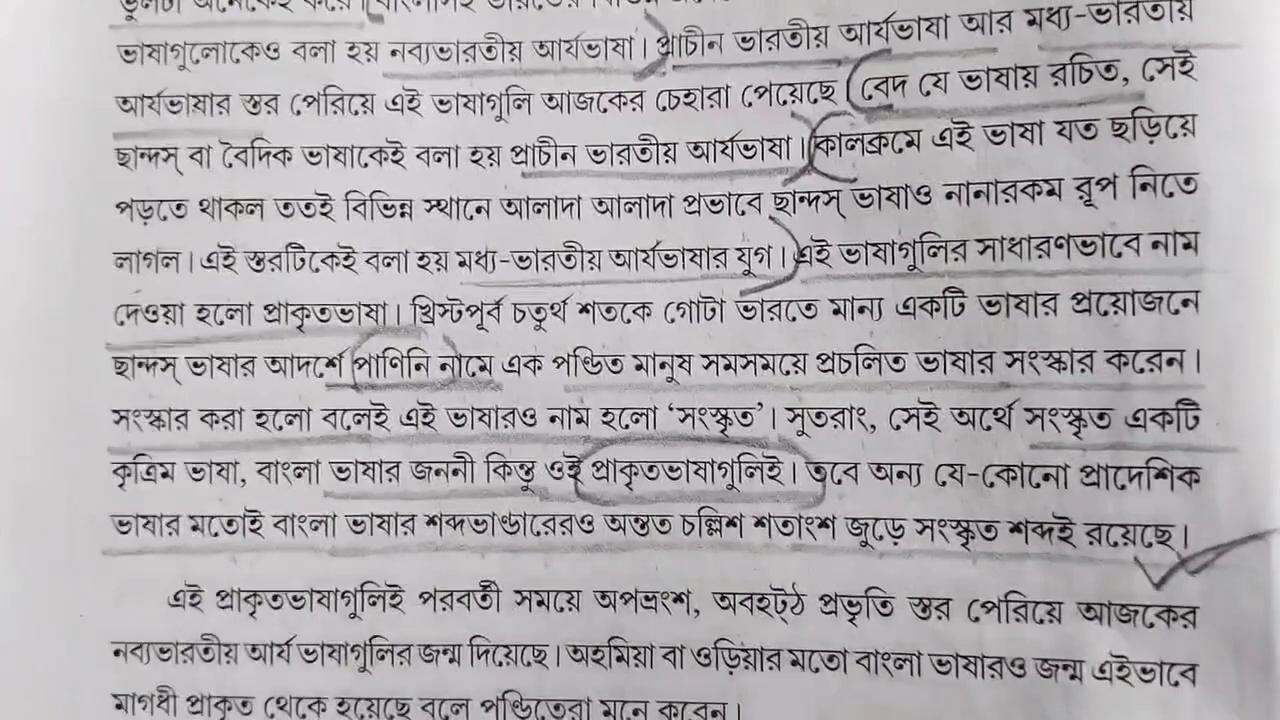 ভাষাগুলোকেও বলা হয় নব্যভারতীয় আর্যভাষা। প্রাচীন ভারতীয় আর্যভাষা আর মধ্য-ভারতীয়
আর্যভাষার স্তর পেরিয়ে এই ভাষাগুলি আজকের চেহারা পেয়েছে বেদ যে ভাষায় রচিত, সেই
ছান্দস্ বা বৈদিক ভাষাকেই বলা হয় প্রাচীন ভারতীয় আর্যভাষা। কালক্রমে এই ভাষা যত ছড়িয়ে
পড়তে থাকল ততই বিভিন্ন স্থানে আলাদা আলাদা প্রভাবে ছান্দস্ ভাষাও নানারকম রূপ নিতে
লাগল। এই স্তরটিকেই বলা হয় মধ্য-ভারতীয় আর্যভাষার যুগ। এই ভাষাগুলির সাধারণভাবে নাম
দেওয়া হলো প্রাকৃতভাষা। খ্রিস্টপূর্ব চতুর্থ শতকে গোটা ভারতে মান্য একটি ভাষার প্রয়োজনে
ছান্দস্ ভাষার আদর্শে পাণিনি নামে এক পণ্ডিত মানুষ সমসময়ে প্রচলিত ভাষার সংস্কার করেন।
সংস্কার করা হলো বলেই এই ভাষারও নাম হলো ‘সংস্কৃত’। সুতরাং, সেই অর্থে সংস্কৃত একটি
কৃত্রিম ভাষা, বাংলা ভাষার জননী কিন্তু ওই প্রাকৃতভাষাগুলিই। তবে অন্য যে-কোনো প্রাদেশিক
ভাষার মতোই বাংলা ভাষার শব্দভাণ্ডারেরও অন্তত চল্লিশ শতাংশ জুড়ে সংস্কৃত শব্দই রয়েছে।
এই প্রাকৃতভাষাগুলিই পরবর্তী সময়ে অপভ্রংশ, অবহট্‌ঠ প্রভৃতি স্তর পেরিয়ে আজকের
নব্যভারতীয় আর্য ভাষাগুলির জন্ম দিয়েছে। অহমিয়া বা ওড়িয়ার মতো বাংলা ভাষারও জন্ম এইভাবে
মাগধী প্রাকৃত থেকে হয়েছে বলে পণ্ডিতেরা মনে করেন।